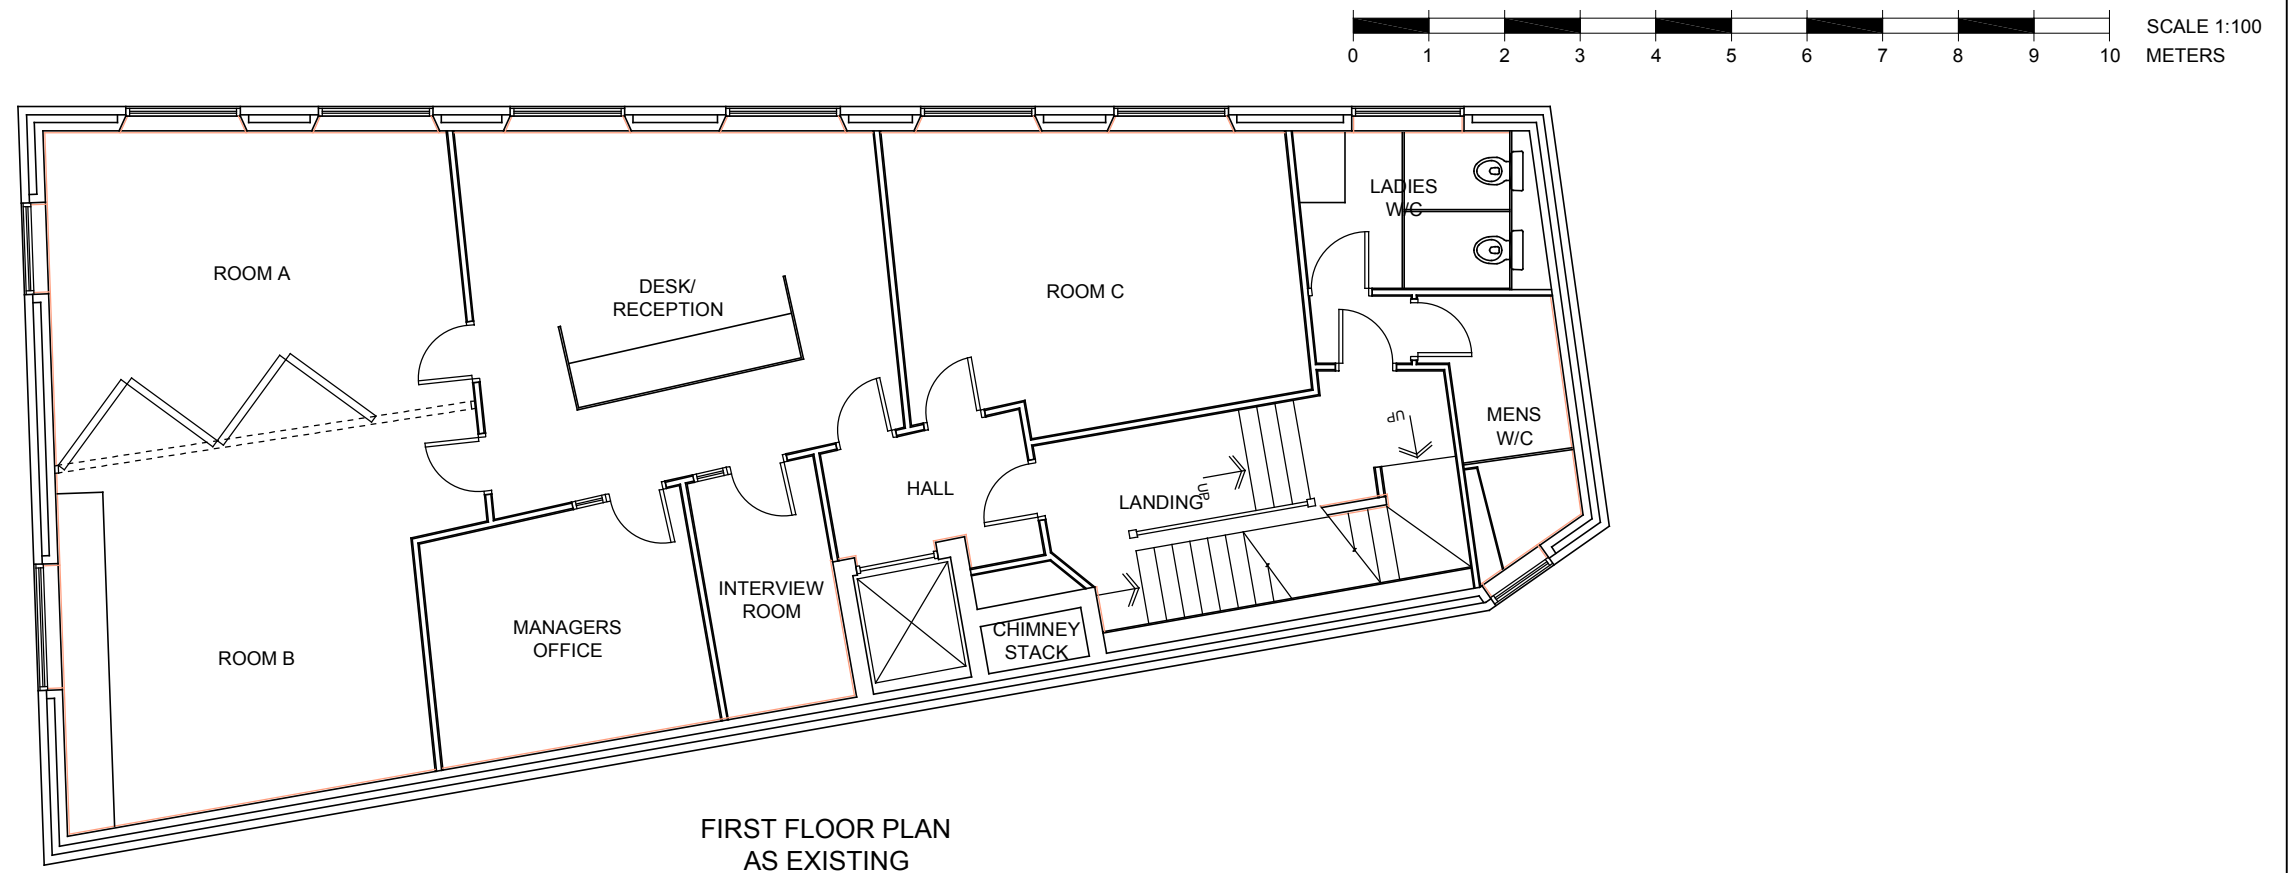 SCALE 1:100
0 1 2 3 4 5 6 7 8 9 10 METERS
LADIES
W/C
ROOM A
DESK/
RECEPTION
ROOM C
UP
MENS
W/C
HALL
LANDING
UP
INTERVIEW
ROOM
MANAGERS
OFFICE
CHIMNEY
STACK
ROOM B
FIRST FLOOR PLAN
AS EXISTING